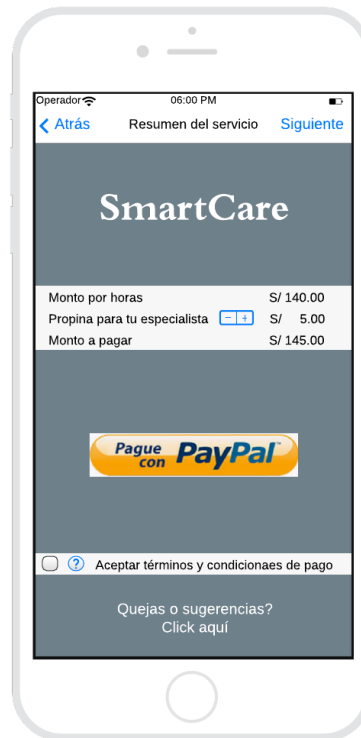 Operador 06:00 PM
Atrás Resumen del servicio Siguiente
SmartCare
Monto por horas S/ 140.00
Propina para tu especialista - + S/ 5.00
Monto a pagar S/ 145.00
Pague con PayPal™
? Aceptar términos y condicionaes de pago
Quejas o sugerencias?
Click aquí